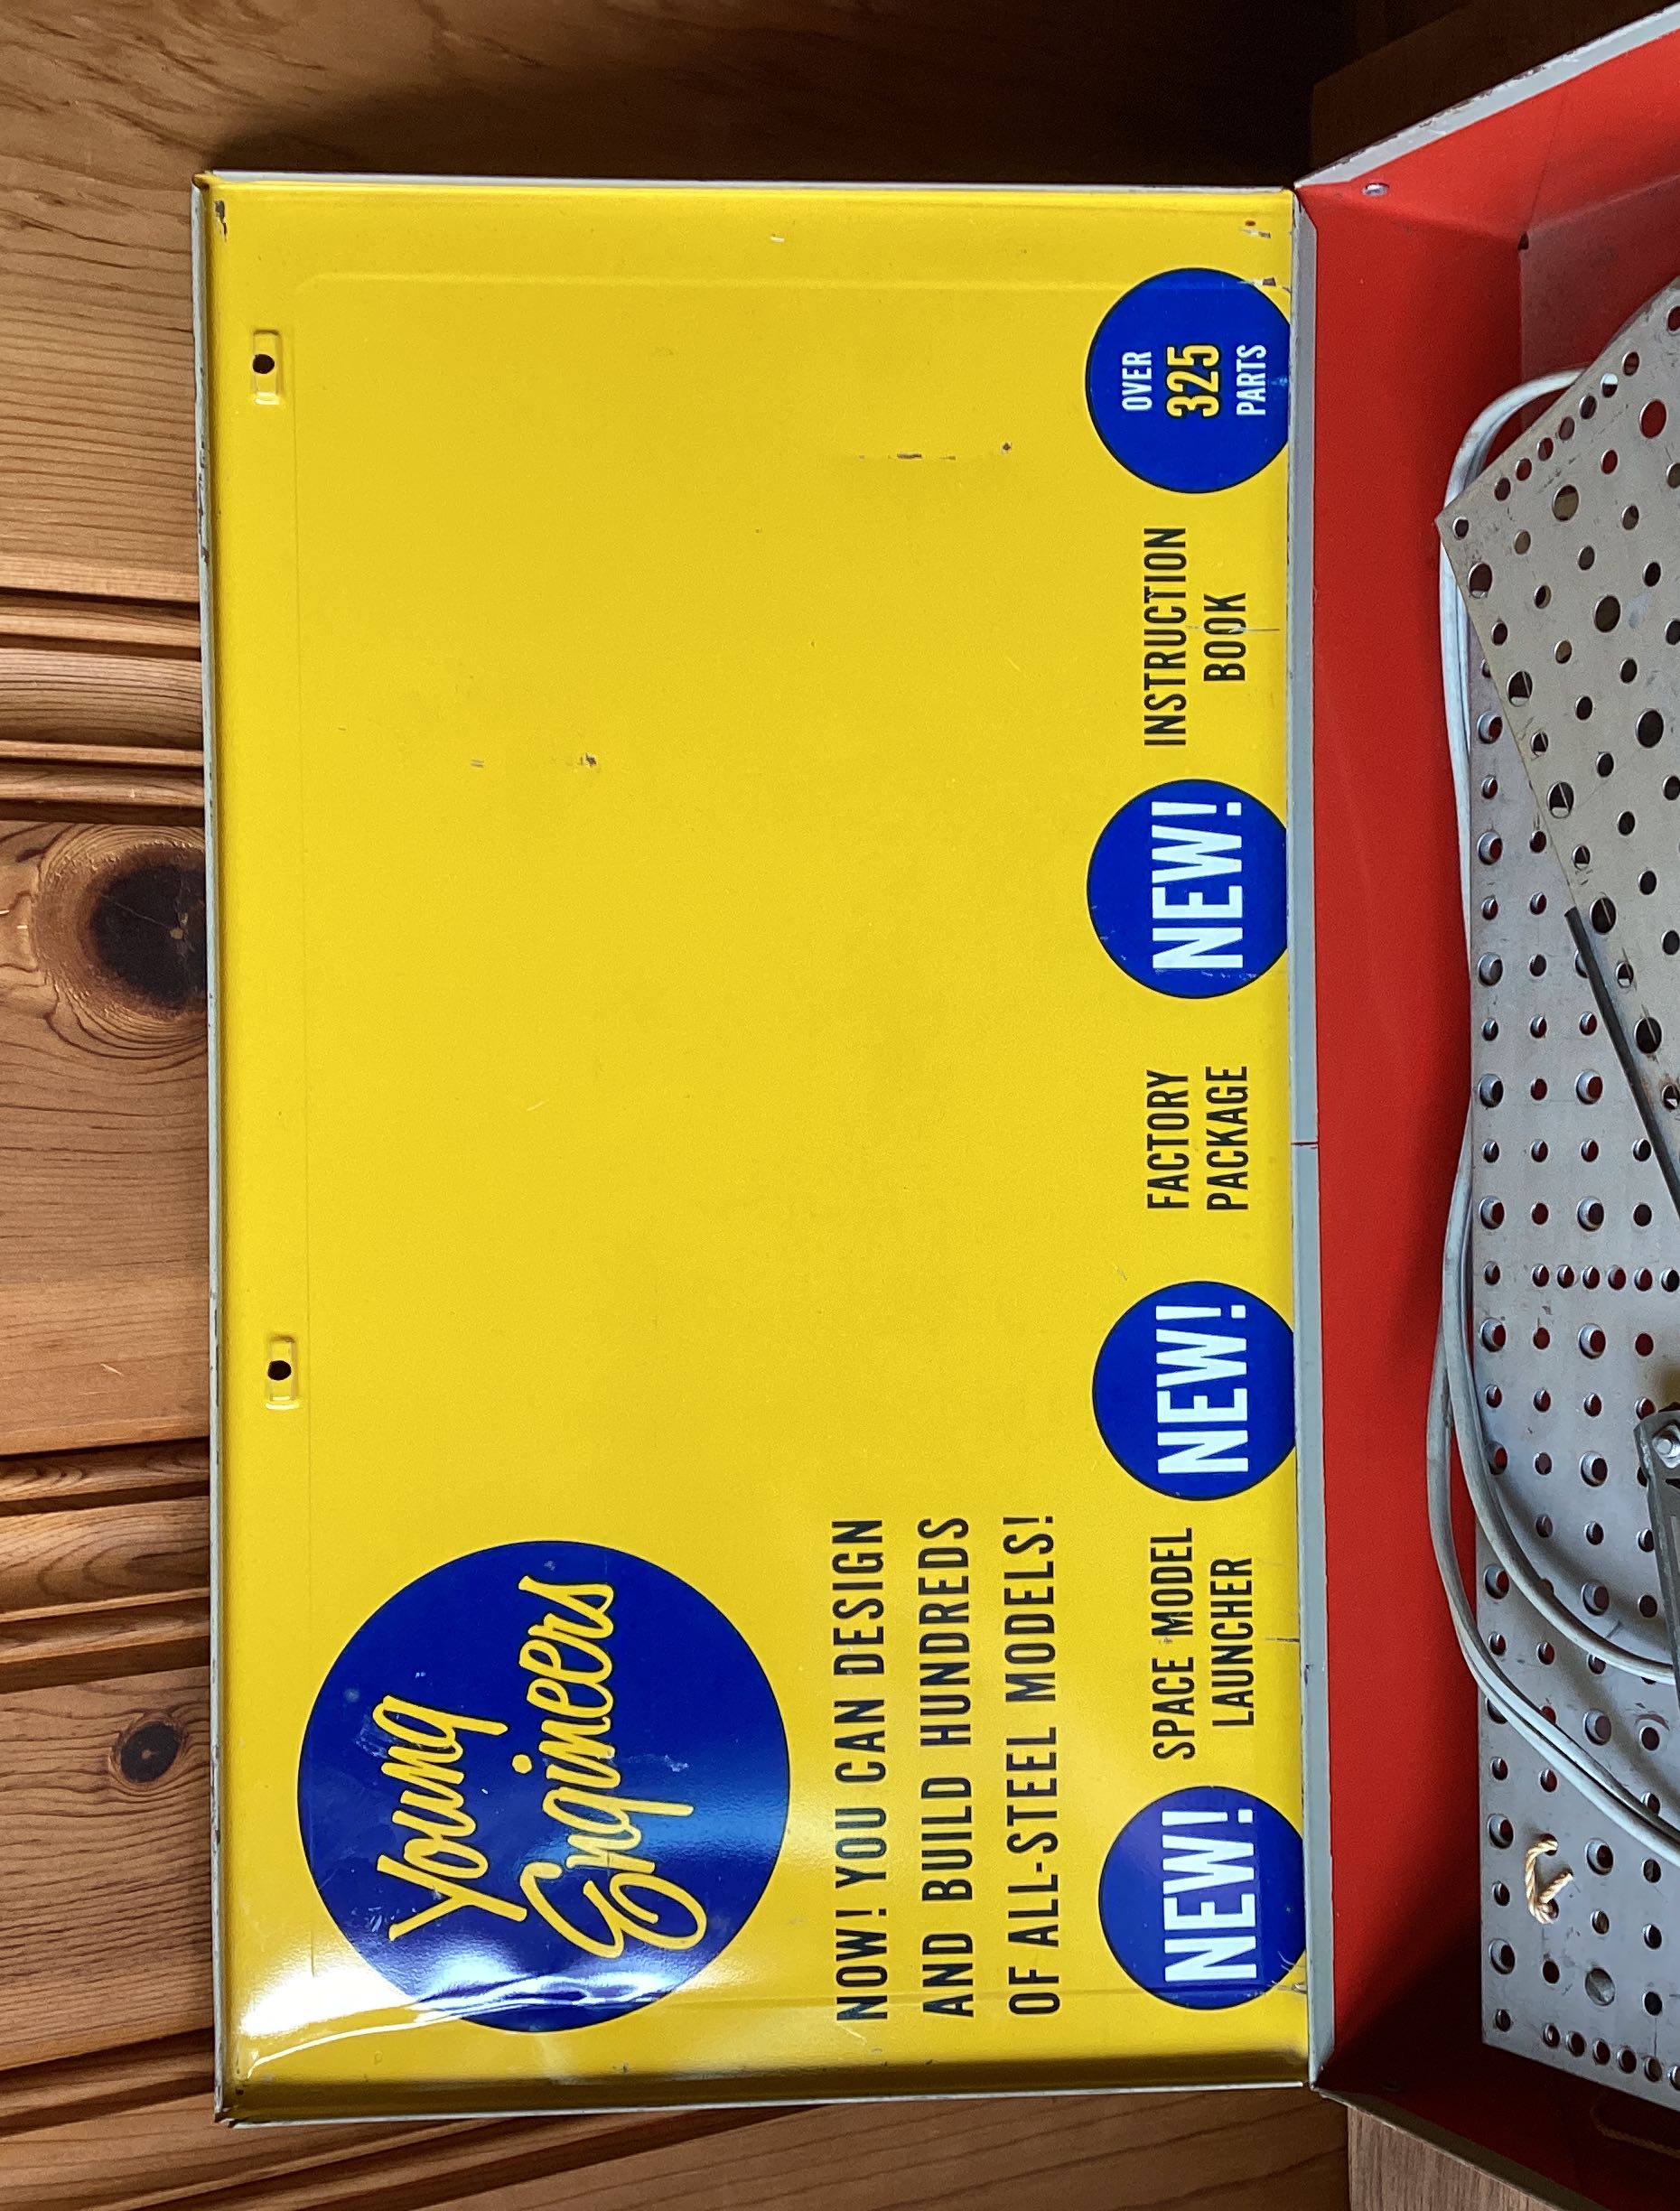 Young
Engineers
NOW! YOU CAN DESIGN
AND BUILD HUNDREDS
OF ALL-STEEL MODELS!
NEW!
SPACE MODEL
LAUNCHER
NEW!
FACTORY
PACKAGE
NEW!
INSTRUCTION
BOOK
OVER
325
PARTS